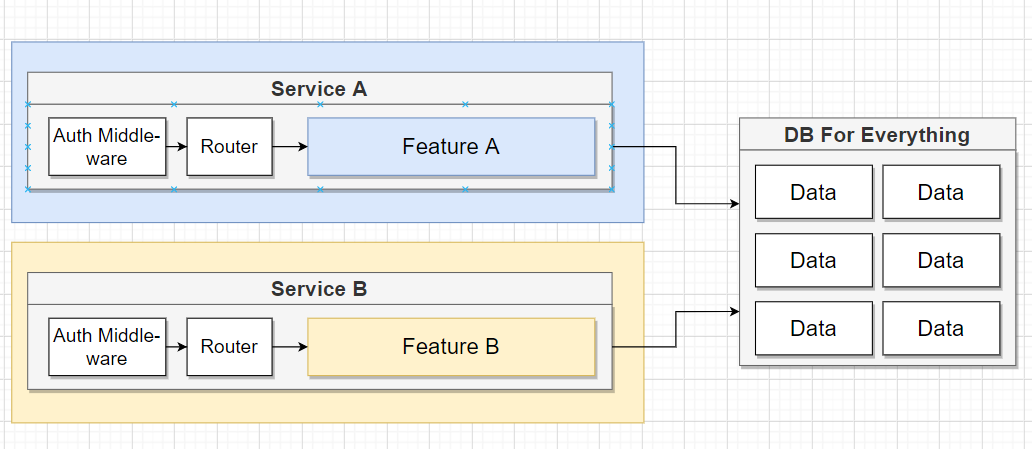 Service A
Auth Middle-
ware
Router
Feature A
Service B
Auth Middle-
ware
Router
Feature B
DB For Everything
Data
Data
Data
Data
Data
Data